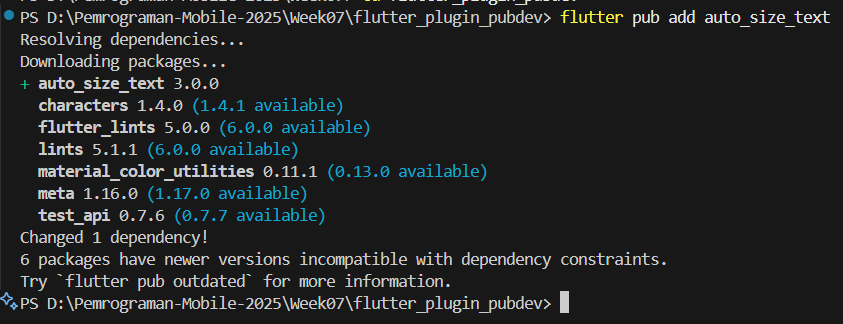 PS D:\Pemrograman-Mobile-2025\Week07\flutter_plugin_pubdev> flutter pub add auto_size_text
Resolving dependencies...
Downloading packages...
+ auto_size_text 3.0.0
  characters 1.4.0 (1.4.1 available)
  flutter_lints 5.0.0 (6.0.0 available)
  lints 5.1.1 (6.0.0 available)
  material_color_utilities 0.11.1 (0.13.0 available)
  meta 1.16.0 (1.17.0 available)
  test_api 0.7.6 (0.7.7 available)
Changed 1 dependency!
6 packages have newer versions incompatible with dependency constraints.
Try `flutter pub outdated` for more information.
PS D:\Pemrograman-Mobile-2025\Week07\flutter_plugin_pubdev>